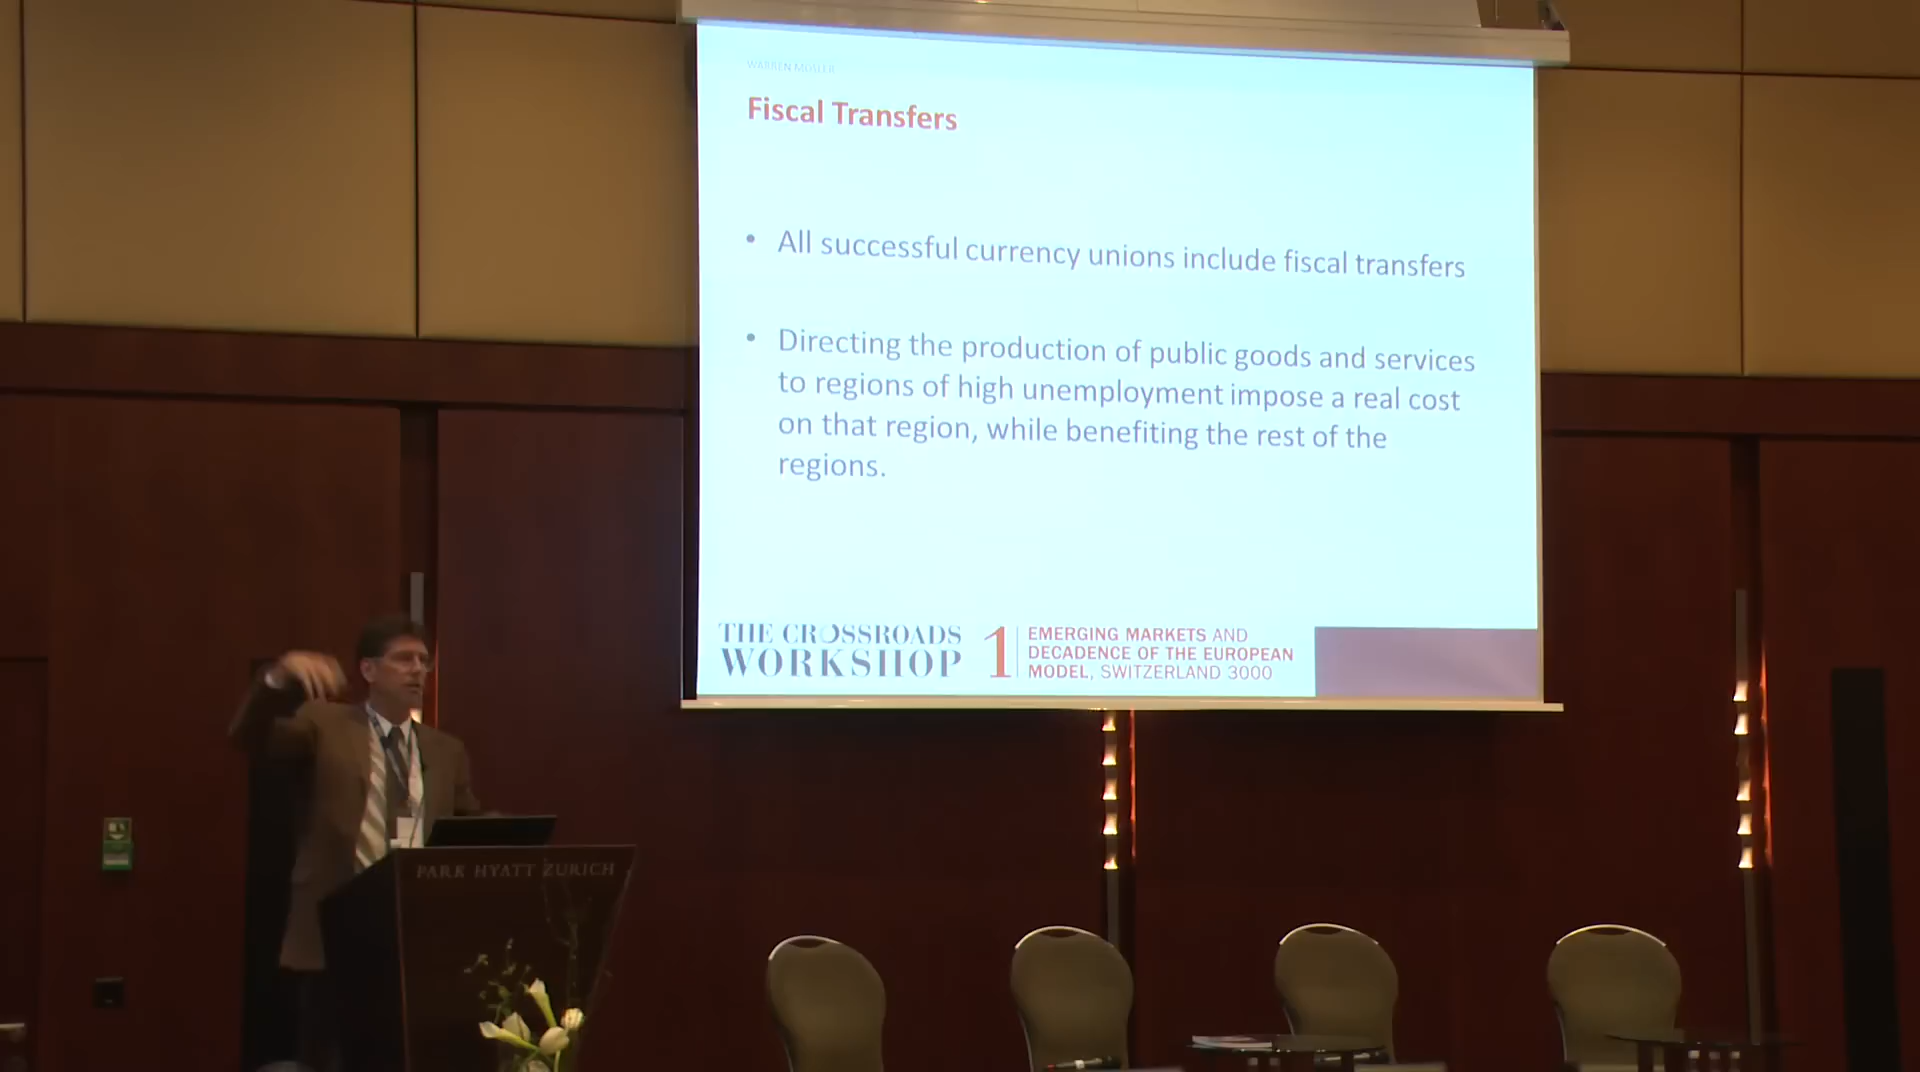 WARREN MOSLER
Fiscal Transfers
• All successful currency unions include fiscal transfers
• Directing the production of public goods and services
to regions of high unemployment impose a real cost
on that region, while benefiting the rest of the
regions.
THE CROSSROADS
WORKSHOP
1
EMERGING MARKETS AND
DECADENCE OF THE EUROPEAN
MODEL, SWITZERLAND 3000
PARK HYATT ZURICH